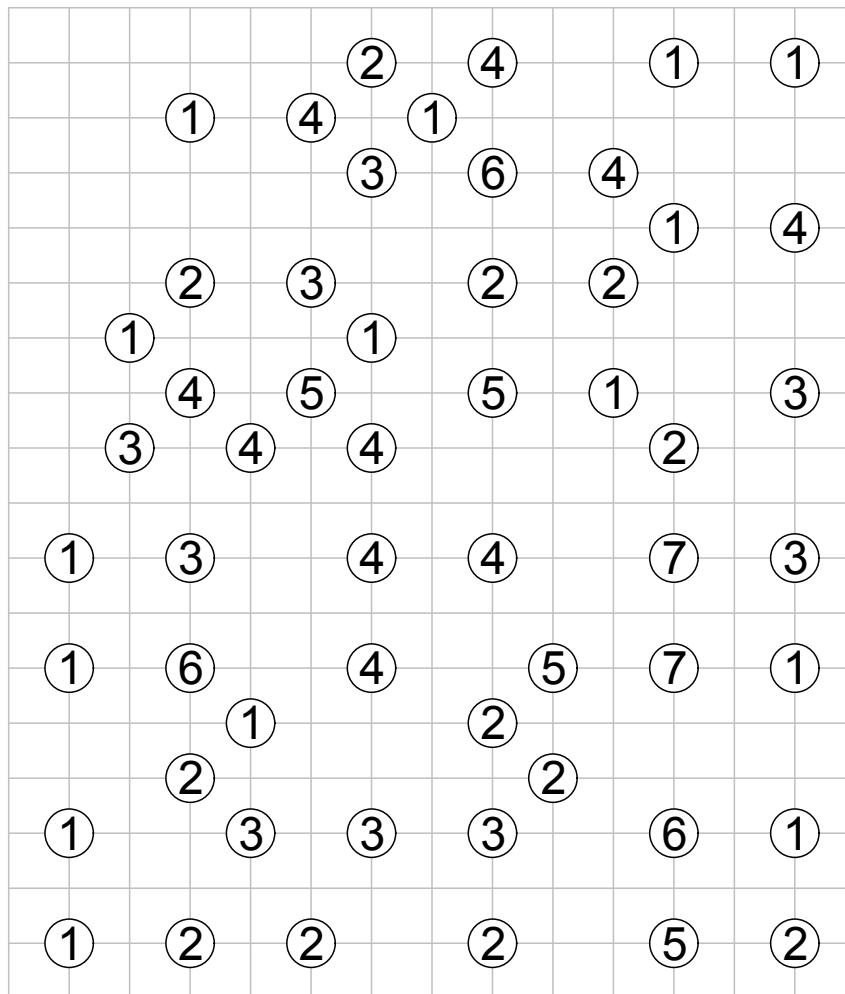 2 4 1 1
1 4 1
3 6 4
1 4
2 3 2 2
1 1
4 5 5 1 3
3 4 4 2
1 3 4 4 7 3
1 6 4 5 7 1
1 2
2 2
1 3 3 3 6 1
1 2 2 2 5 2